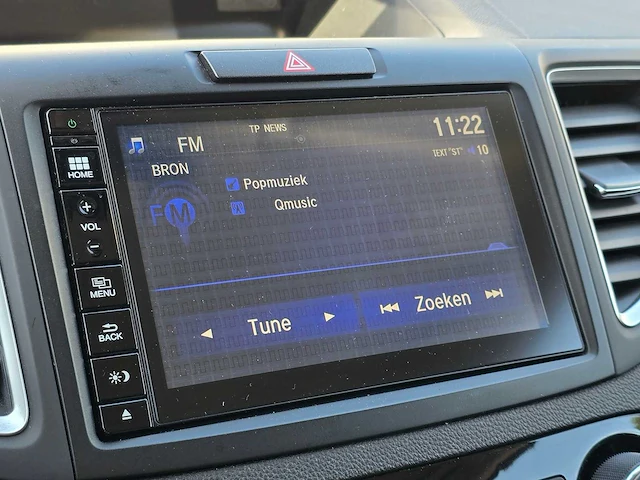 FM
TP NEWS
11:22
TEXT "ST" 10
BRON
Popmuziek
FM
Qmusic
Tune
Zoeken
HOME
VOL
MENU
BACK